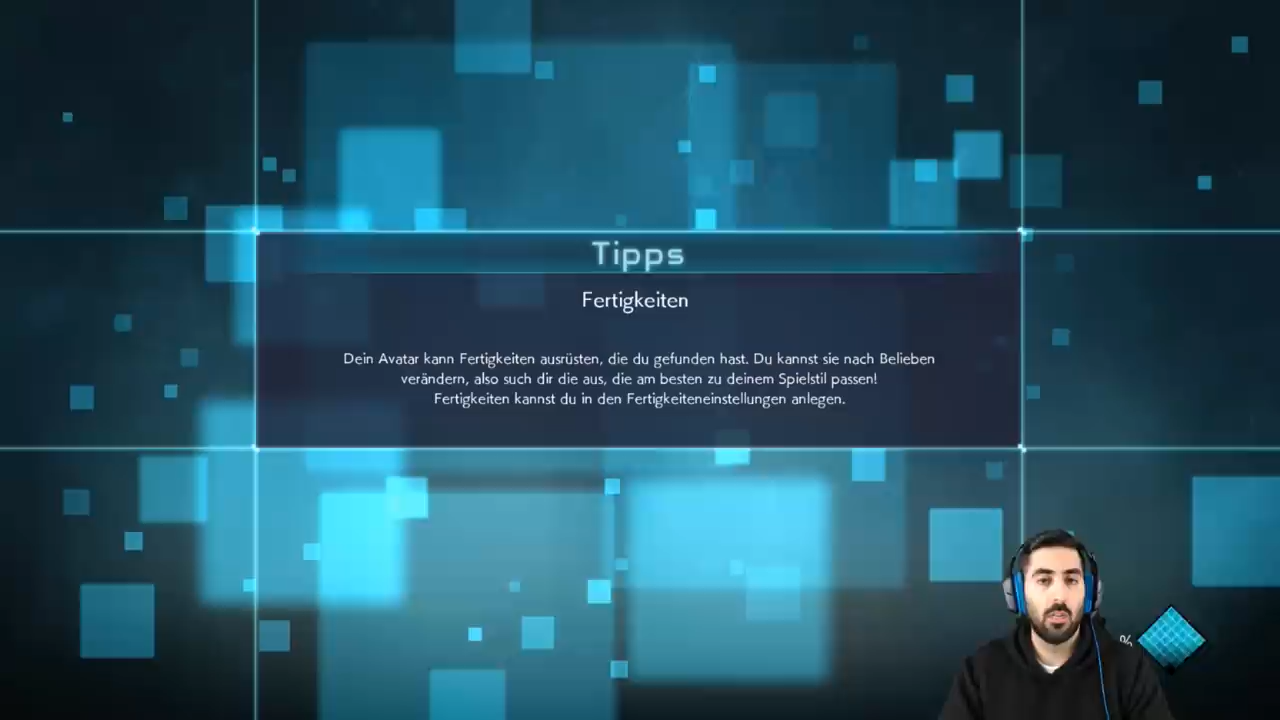 Tipps
Fertigkeiten
Dein Avatar kann Fertigkeiten ausrüsten, die du gefunden hast. Du kannst sie nach Belieben
verändern, also such dir die aus, die am besten zu deinem Spielstil passen!
Fertigkeiten kannst du in den Fertigkeiteneinstellungen anlegen.
%